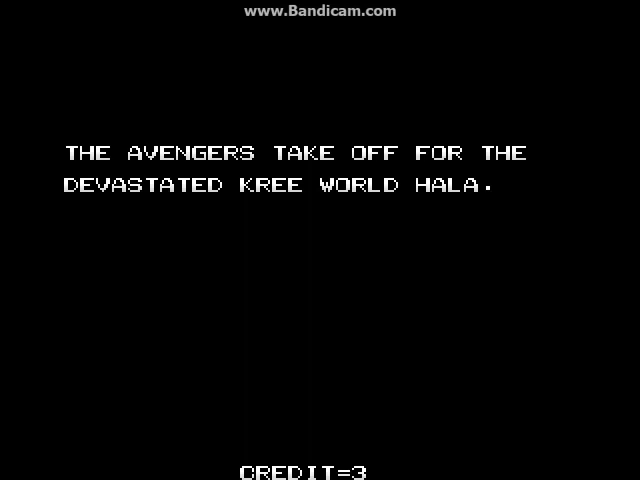 www.Bandicam.com
THE AVENGERS TAKE OFF FOR THE
DEVASTATED KREE WORLD HALA.
CREDIT=3